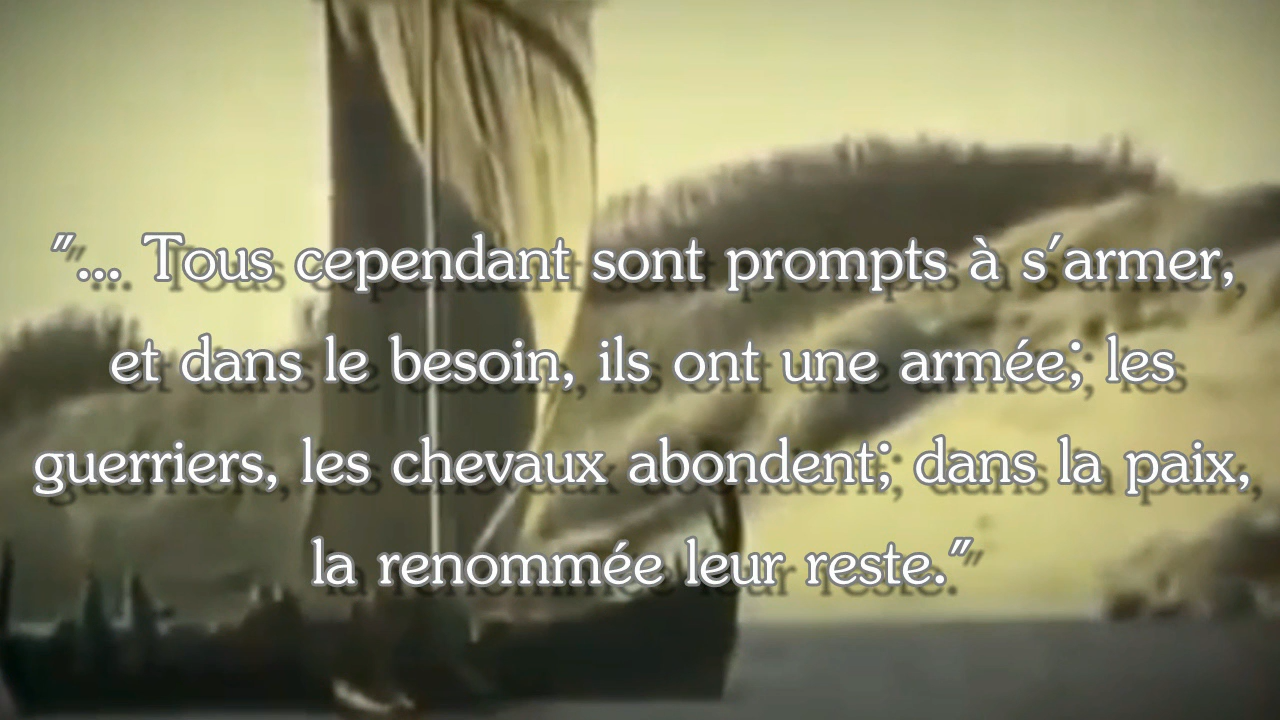 "... Tous cependant sont prompts à s'armer,
et dans le besoin, ils ont une armée; les
guerriers, les chevaux abondent; dans la paix,
la renommée leur reste."